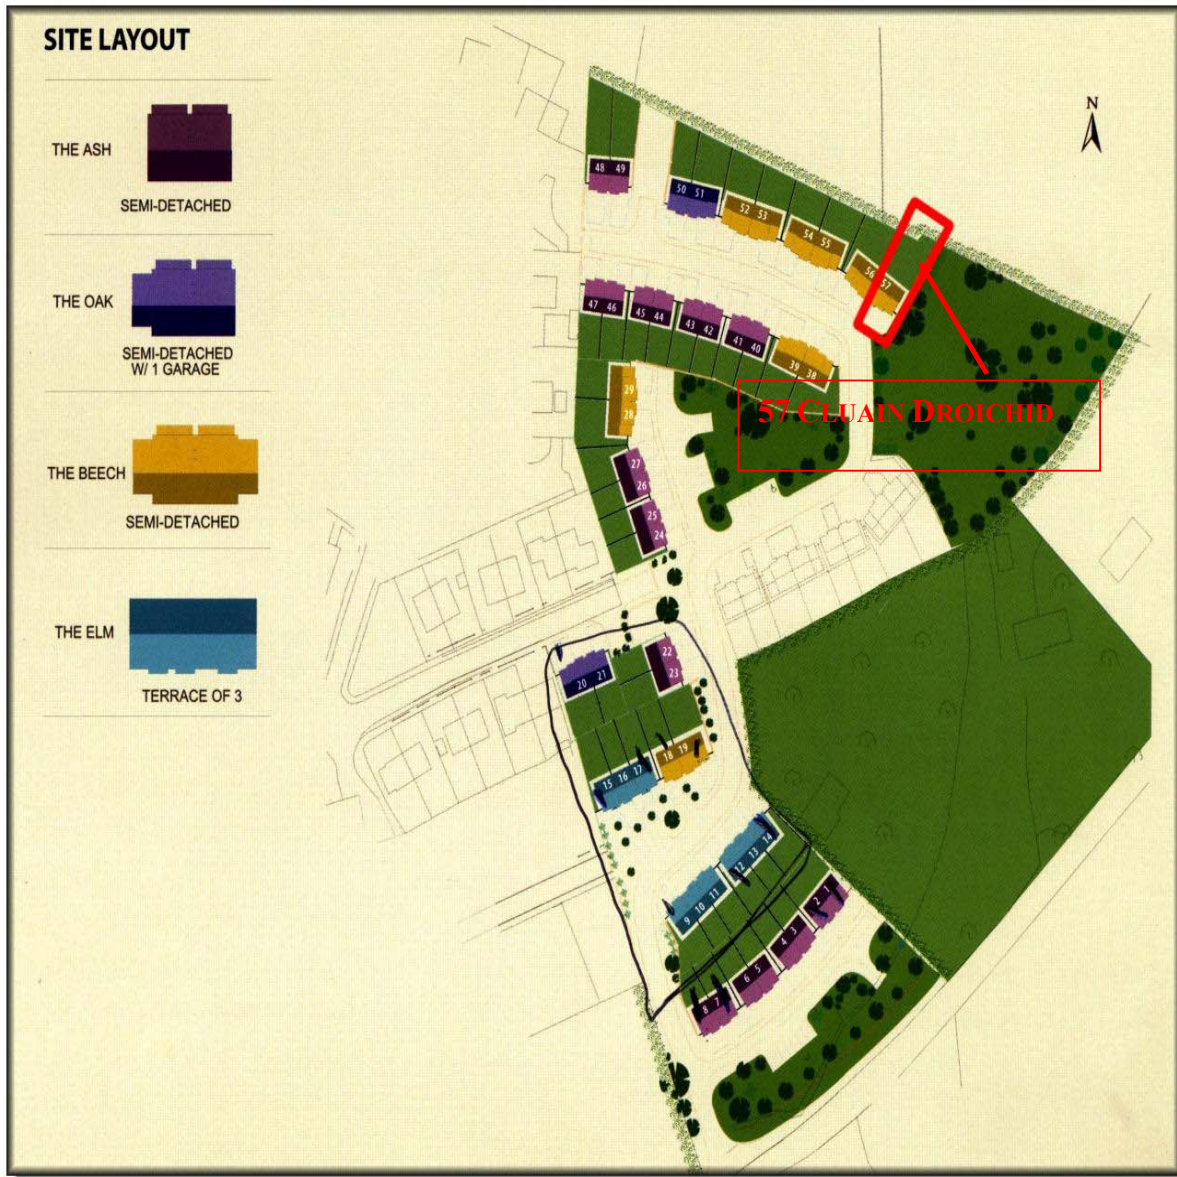 SITE LAYOUT
N
THE ASH
SEMI-DETACHED
THE OAK
SEMI-DETACHED
W/ 1 GARAGE
THE BEECH
SEMI-DETACHED
THE ELM
TERRACE OF 3
48 49
50 51
52 53
54 55
56 57
47 46
45 44
43 42
41 40
39 38
57 CLUAIN DROICHID
29
28
27
26
25
24
22
23
20 21
18 19
15 16 17
12 13 14
9 10 11
2 1
4 3
6 5
8 7